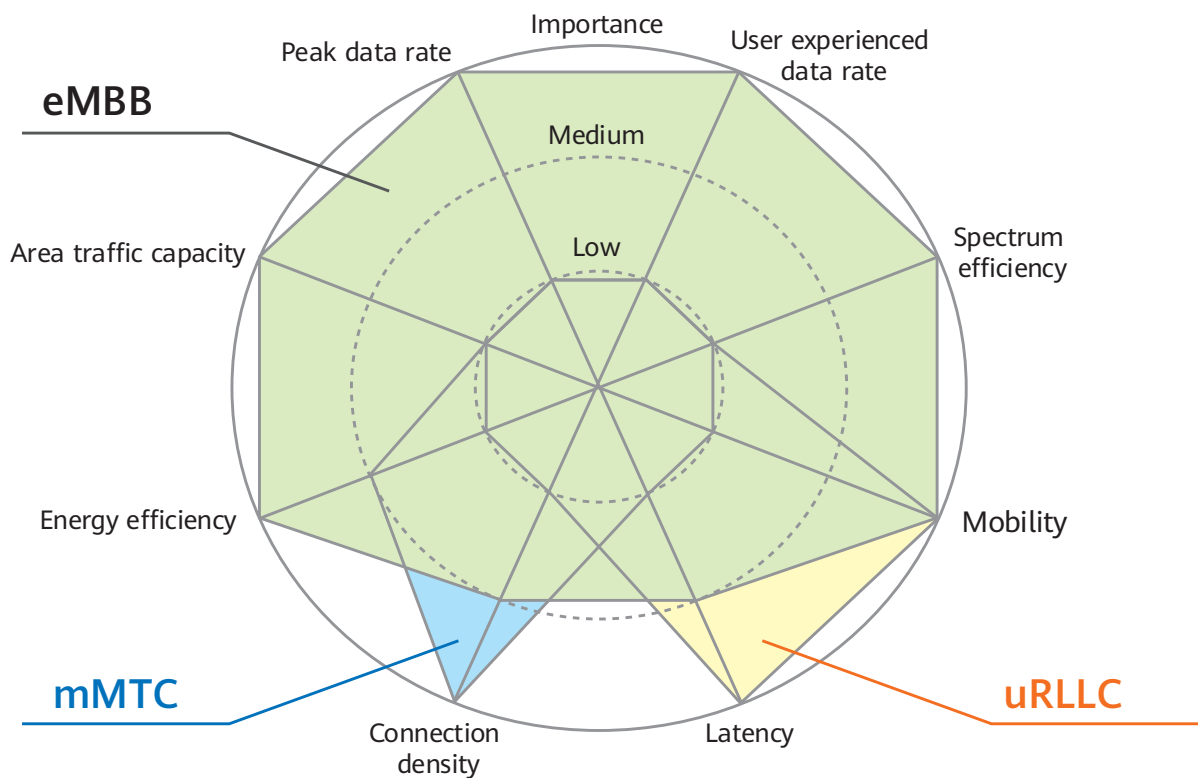 Importance
Peak data rate
User experienced
data rate
eMBB
Medium
Low
Area traffic capacity
Spectrum
efficiency
Energy efficiency
Mobility
mMTC
uRLLC
Connection
density
Latency